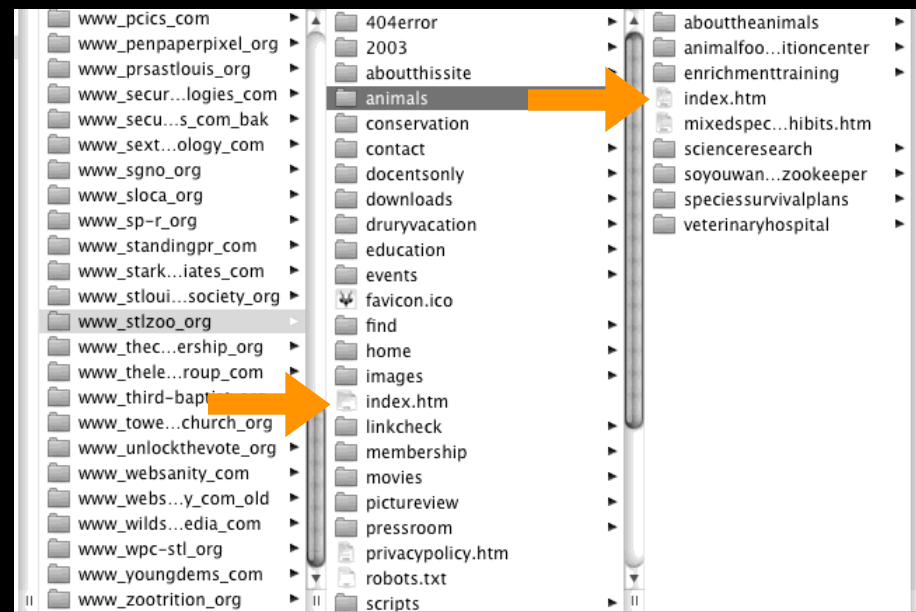 www_pcics_com
www_penpaperpixel_org
www_prsastlouis_org
www_secur...logies_com
www_secu...s_com_bak
www_sext...ology_com
www_sgno_org
www_sloca_org
www_sp-r_org
www_standingpr_com
www_stark...iates_com
www_stloui...society_org
www_stlzoo_org
www_thec...ership_org
www_thele...roup_com
www_towe...church_org
www_unlockthevote_org
www_websanity_com
www_webs...y_com_old
www_wilds...edia_com
www_wpc-stl_org
www_youngdems_com
www_zootrition_org
404error
2003
aboutthissite
animals
conservation
contact
docentsonly
downloads
druryvacation
education
events
favicon.ico
find
home
images
index.htm
linkcheck
membership
movies
pictureview
pressroom
privacypolicy.htm
robots.txt
scripts
abouttheanimals
animalfoo...itioncenter
enrichmenttraining
index.htm
mixedspec...hibits.htm
scienceresearch
soyouwan...zookeeper
speciessurvivalplans
veterinaryhospital